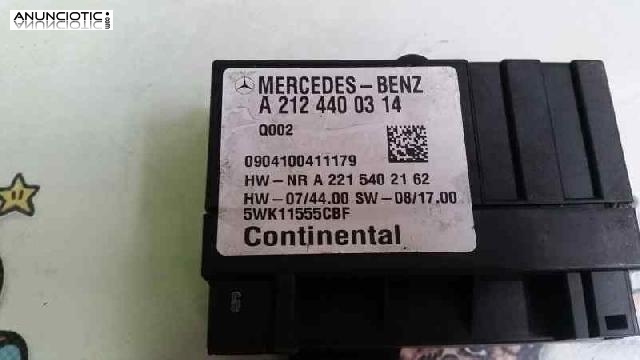 ANUNCIOTIC.com
MERCEDES-BENZ
A 212 440 03 14
Q002
0904100411179
HW-NR A 221 540 21 62
HW-07/44.00 SW-08/17.00
5WK11555CBF
Continental